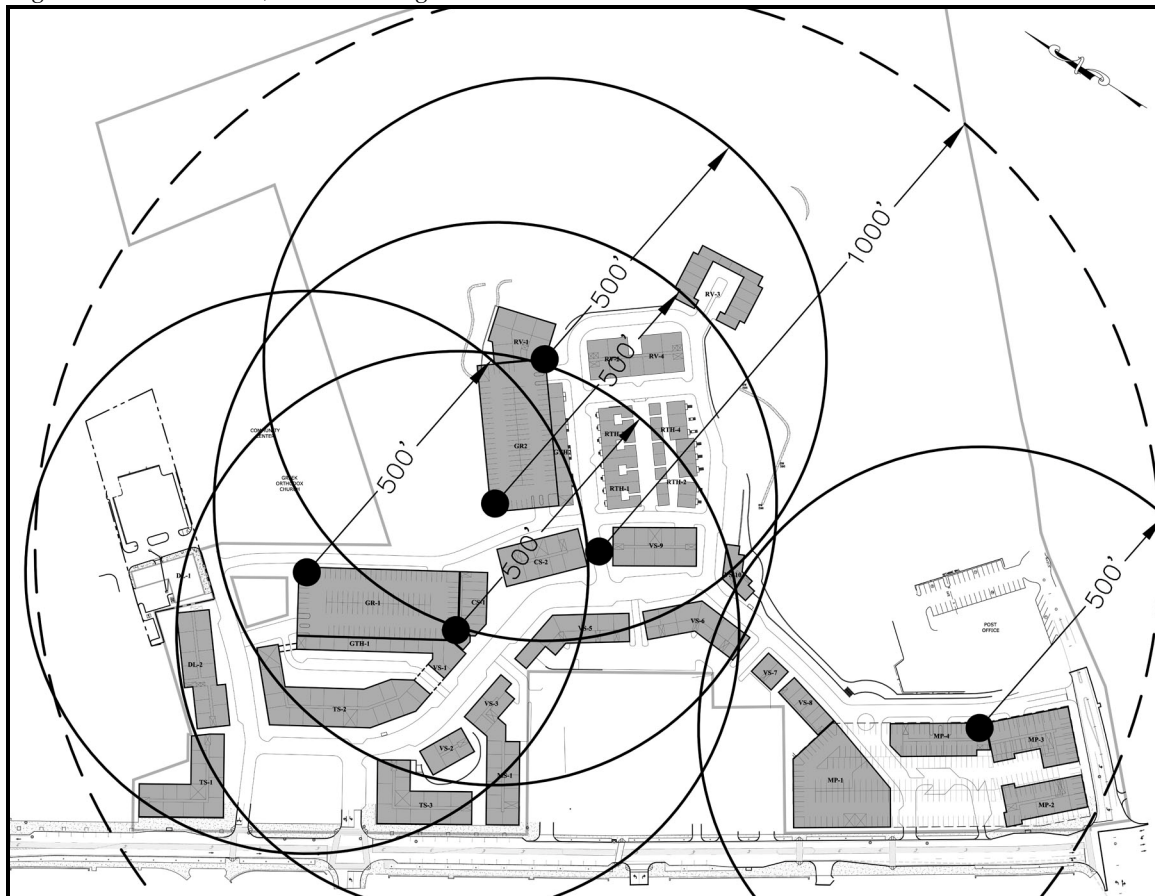 500'
1000'
RV-3
500'
RV-1
RV-4
COMMUNITY
CENTER
500'
GR2
GTH2
RTH-4
GREEK
ORTHODOX
CHURCH
RTH-1
RTH-2
DL-1
CS-2
500'
VS-9
500'
GR-1
CS-1
GTH-1
VS-5
VS-6
POST
OFFICE
DL-2
VS-1
VS-7
TS-2
VS-3
VS-8
VS-2
MP-4
MP-3
TS-1
TS-3
MS-1
MP-1
MP-2